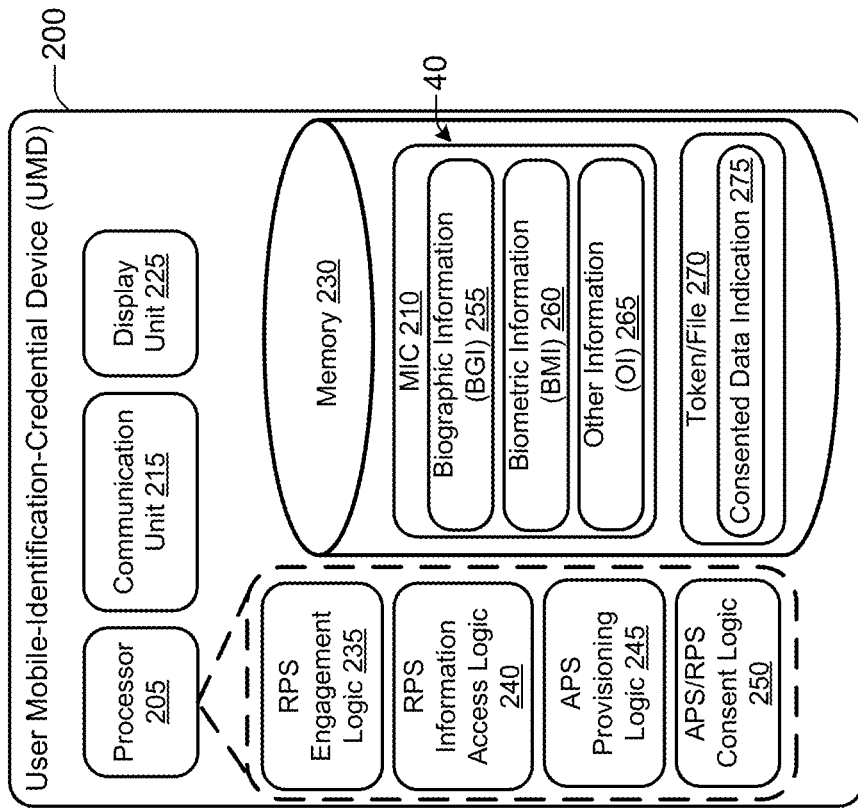 User Mobile-Identification-Credential Device (UMD)
200
Processor
205
Communication
Unit 215
Display
Unit 225
RPS
Engagement
Logic 235
RPS
Information
Access Logic
240
APS
Provisioning
Logic 245
APS/RPS
Consent Logic
250
Memory 230
40
MIC 210
Biographic Information
(BGI) 255
Biometric Information
(BMI) 260
Other Information
(OI) 265
Token/File 270
Consented Data Indication 275